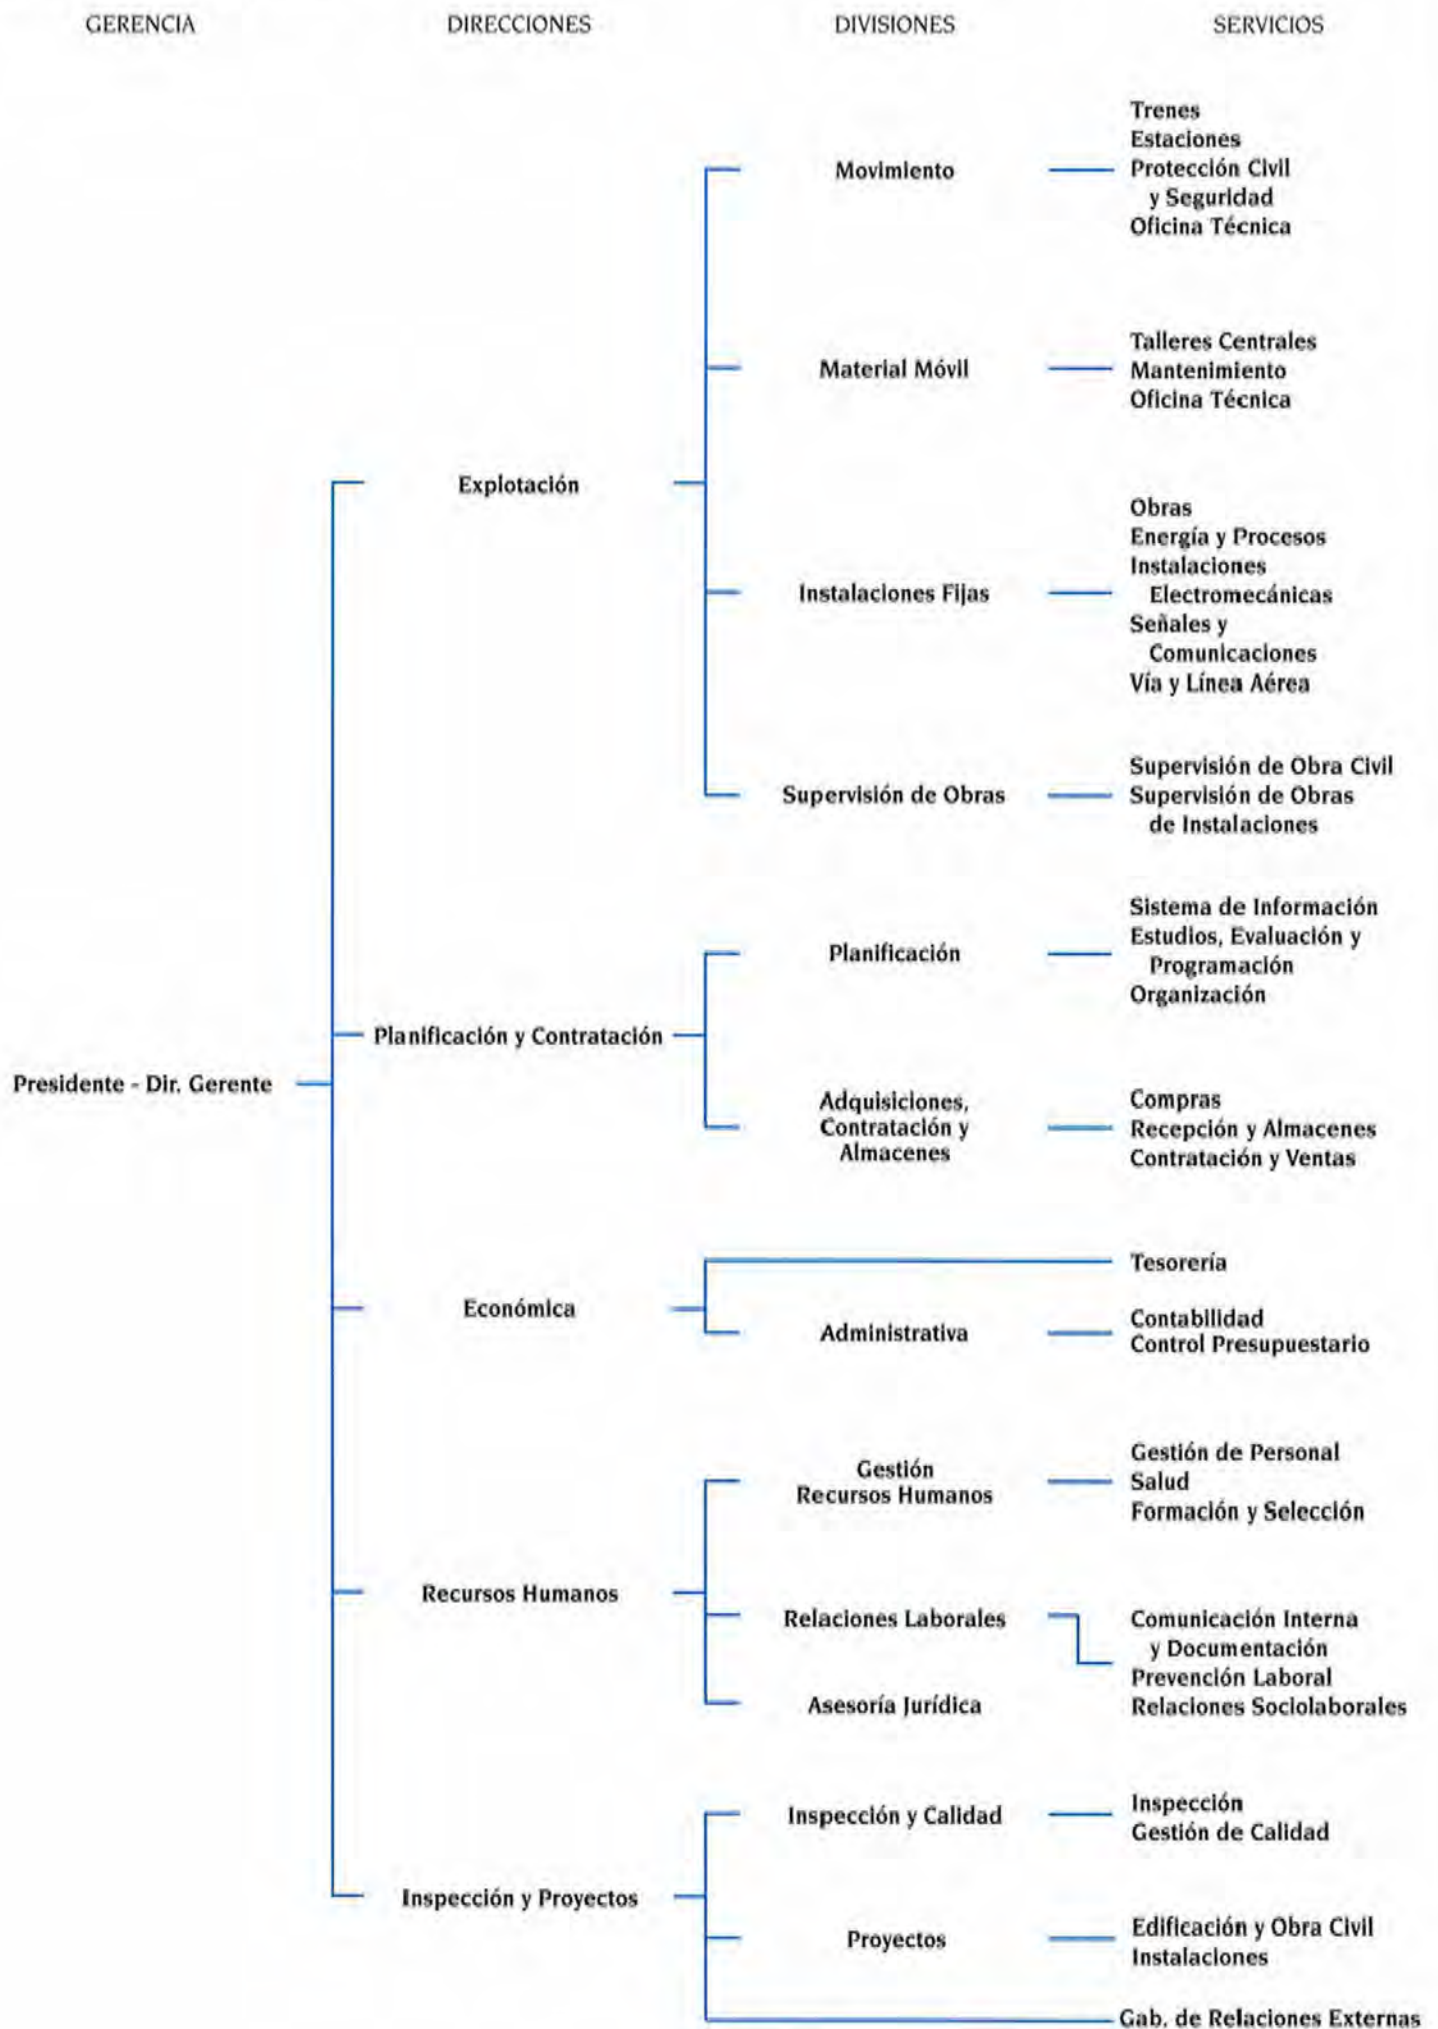 GERENCIA
DIRECCIONES
DIVISIONES
SERVICIOS
Presidente - Dir. Gerente
Explotación
Movimiento
Trenes
Estaciones
Protección Civil
y Seguridad
Oficina Técnica
Material Móvil
Talleres Centrales
Mantenimiento
Oficina Técnica
Instalaciones Fijas
Obras
Energía y Procesos
Instalaciones
Electromecánicas
Señales y
Comunicaciones
Vía y Línea Aérea
Supervisión de Obras
Supervisión de Obra Civil
Supervisión de Obras
de Instalaciones
Planificación y Contratación
Planificación
Sistema de Información
Estudios, Evaluación y
Programación
Organización
Adquisiciones,
Contratación y
Almacenes
Compras
Recepción y Almacenes
Contratación y Ventas
Económica
Tesorería
Administrativa
Contabilidad
Control Presupuestario
Recursos Humanos
Gestión
Recursos Humanos
Gestión de Personal
Salud
Formación y Selección
Relaciones Laborales
Comunicación Interna
y Documentación
Prevención Laboral
Relaciones Sociolaborales
Asesoría Jurídica
Inspección y Proyectos
Inspección y Calidad
Inspección
Gestión de Calidad
Proyectos
Edificación y Obra Civil
Instalaciones
Gab. de Relaciones Externas